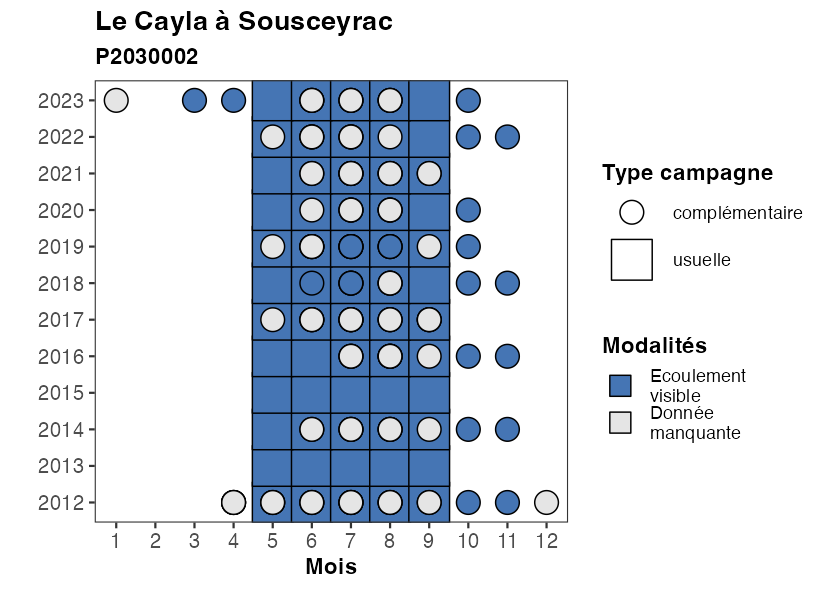 Le Cayla à Sousceyrac
P2030002
2023
2022
2021
2020
2019
2018
2017
2016
2015
2014
2013
2012
1 2 3 4 5 6 7 8 9 10 11 12
Mois
Type campagne
complémentaire
usuelle
Modalités
Ecoulement
visible
Donnée
manquante